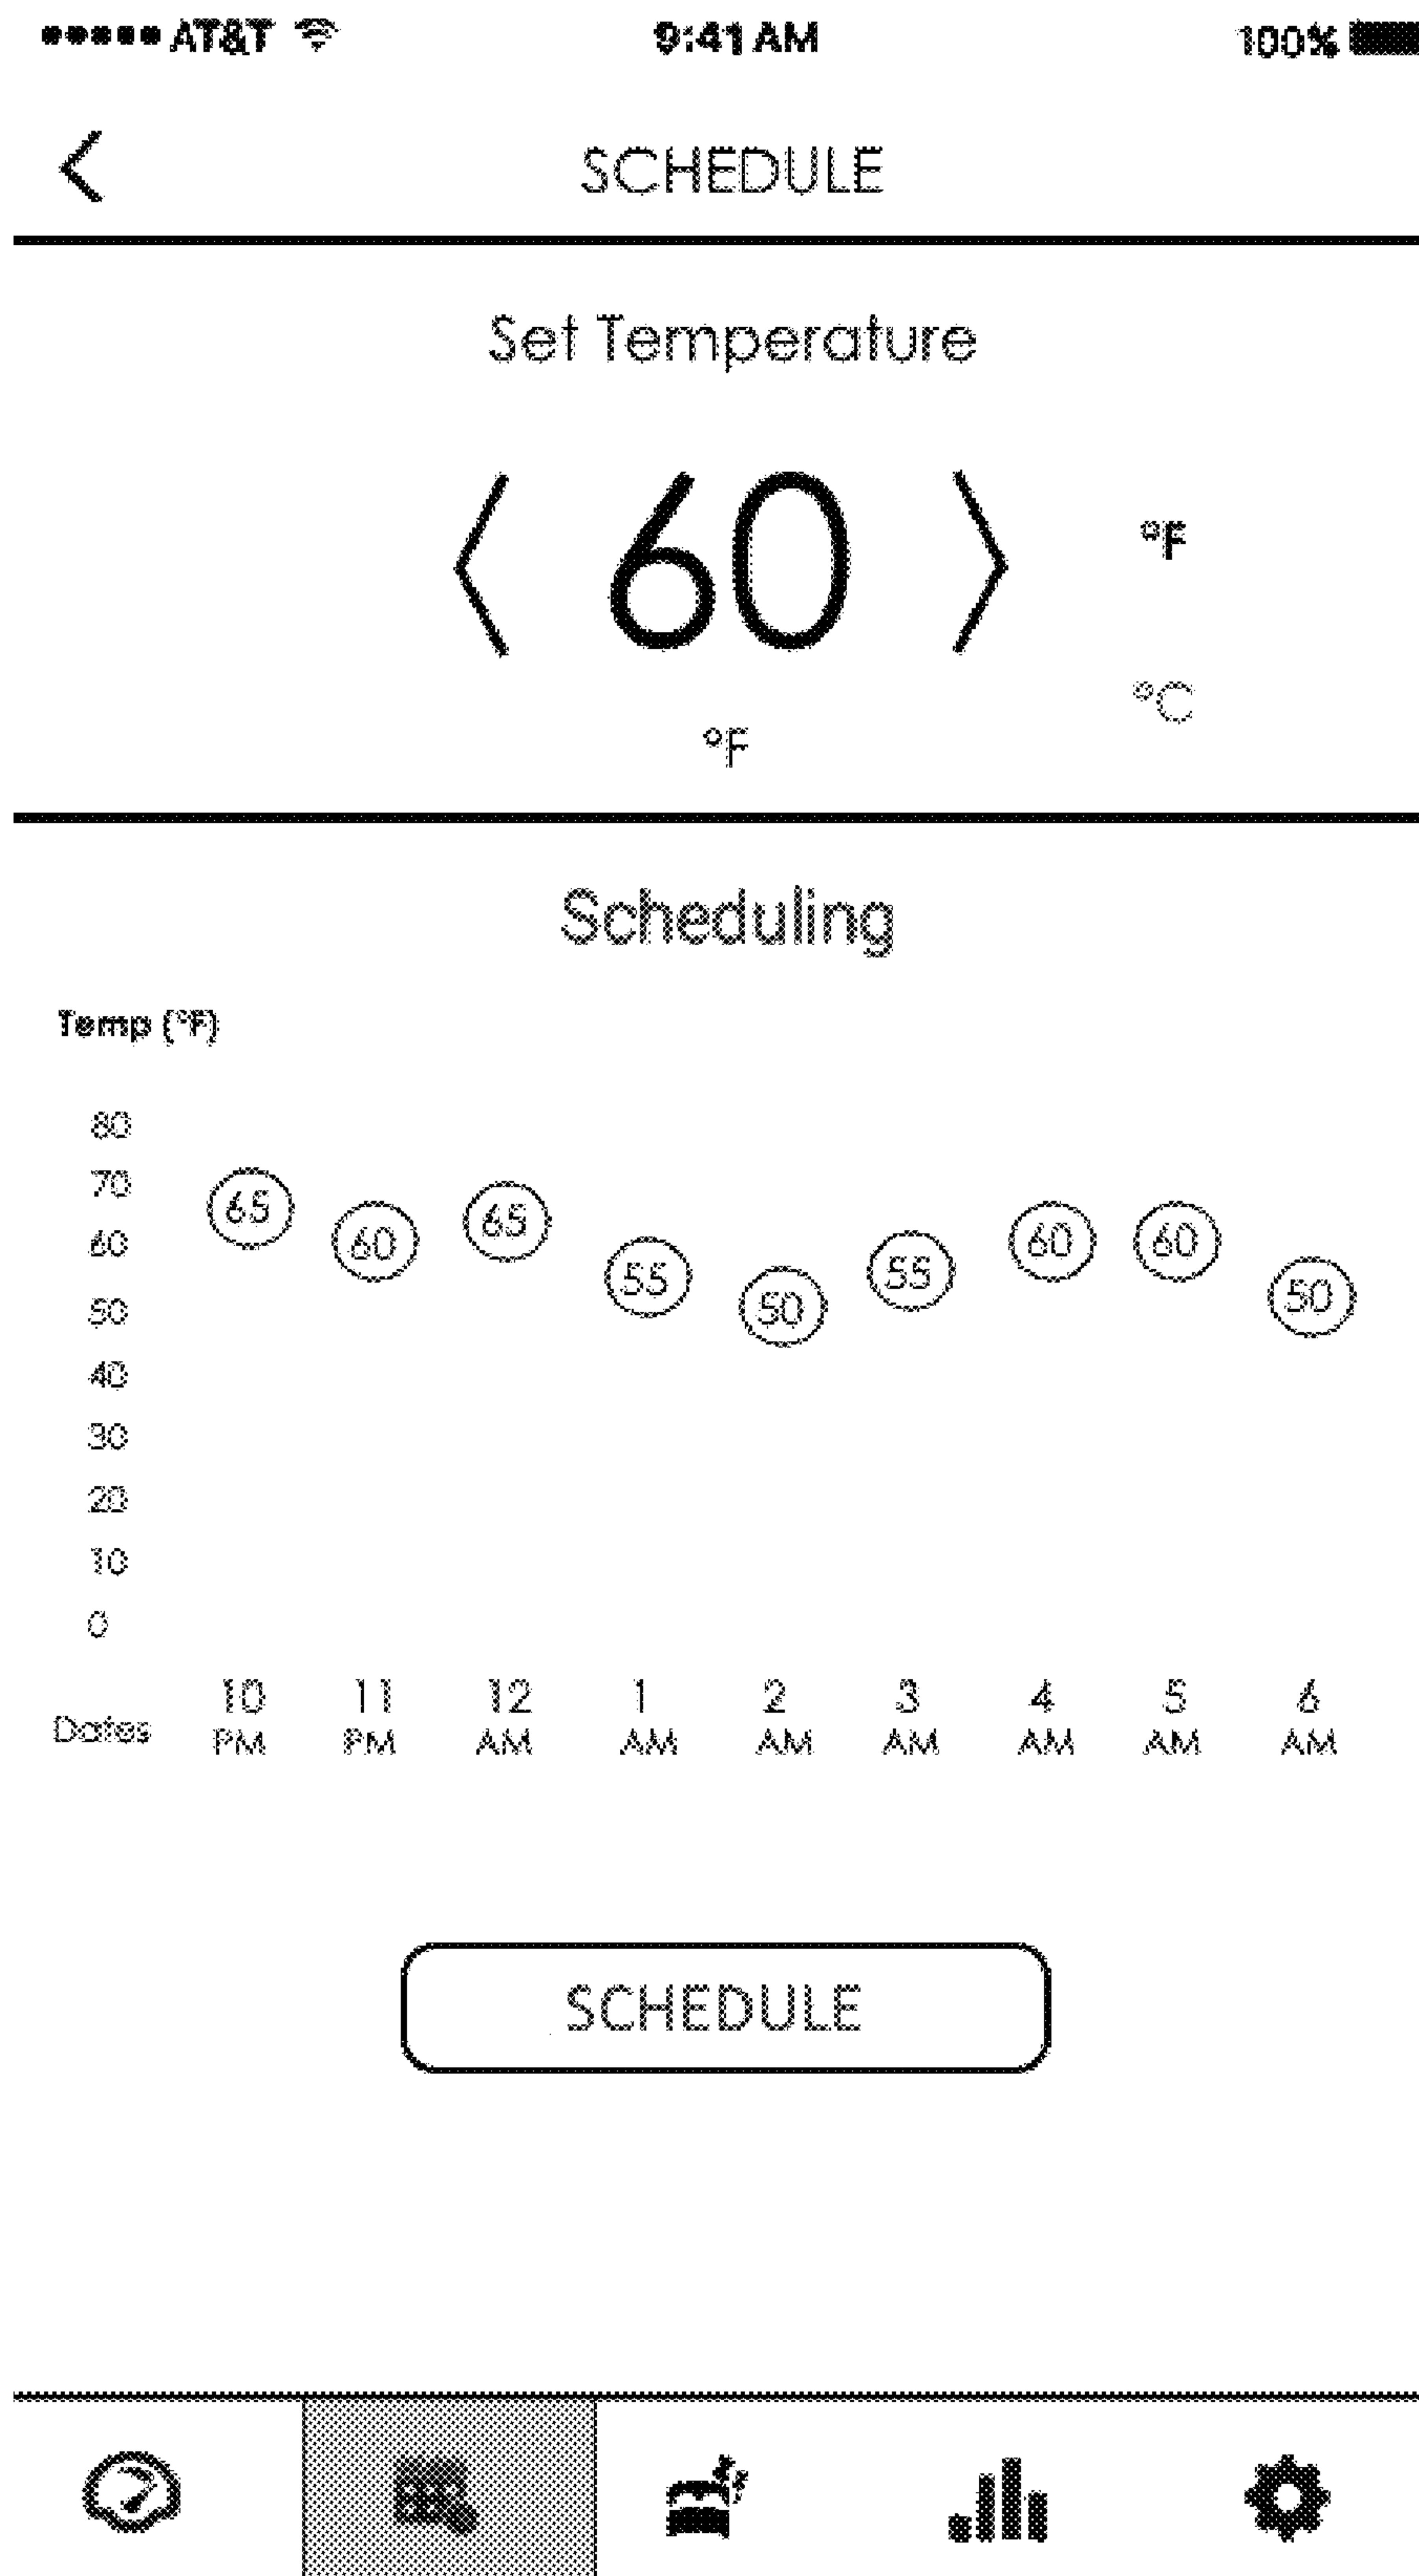 AT&T 9:41 AM 100%
SCHEDULE
Set Temperature
60
°F
°C
°F
Scheduling
Temp (°F)
80
70
60
50
40
30
20
10
0
65 60 65 55 50 55 60 60 50
10 11 12 1 2 3 4 5 6
Dates PM PM AM AM AM AM AM AM AM
SCHEDULE